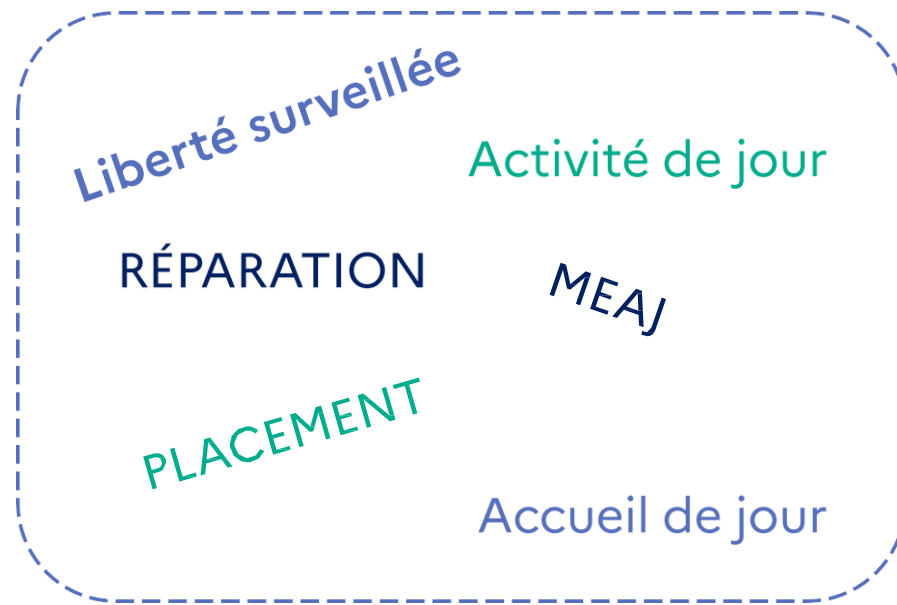 Liberté surveillée
Activité de jour
RÉPARATION
MEAJ
PLACEMENT
Accueil de jour